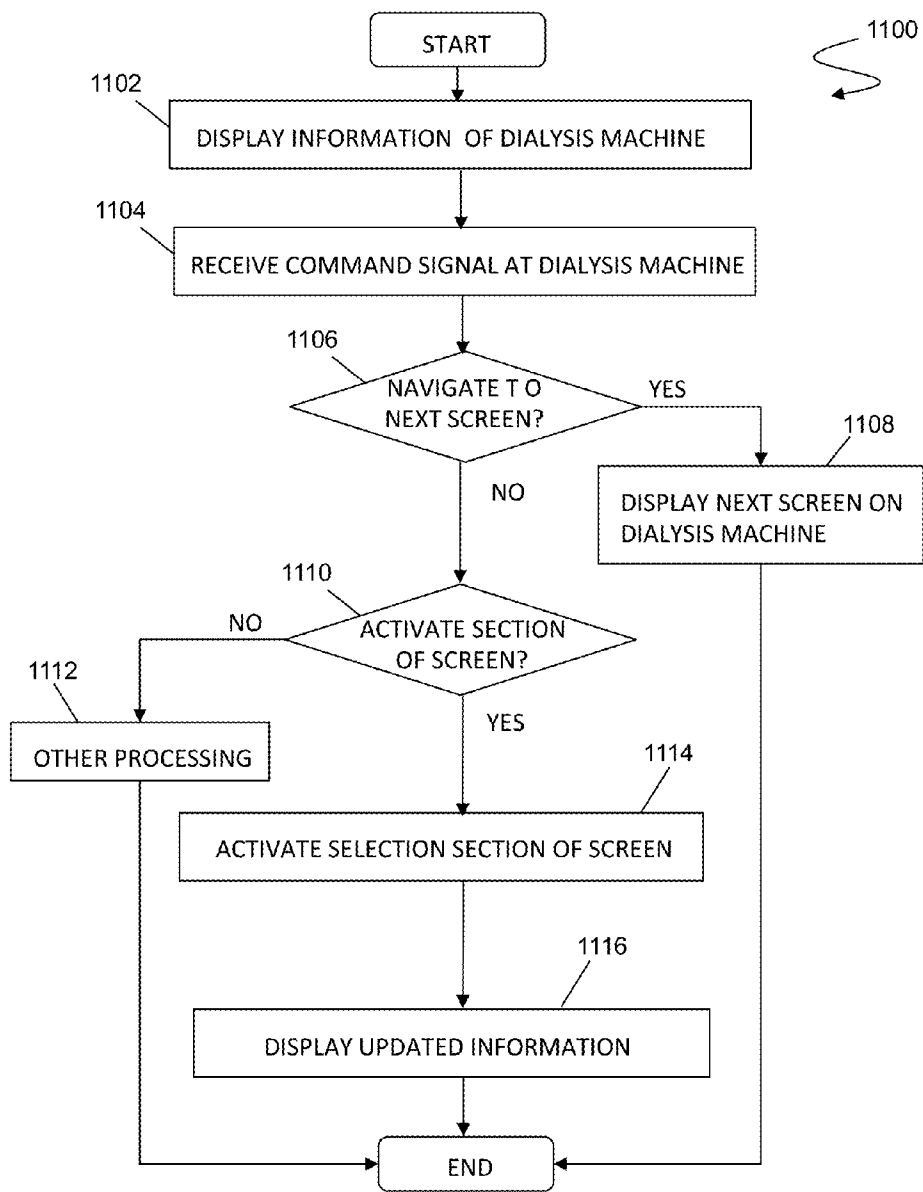 START
1100
1102
DISPLAY INFORMATION OF DIALYSIS MACHINE
1104
RECEIVE COMMAND SIGNAL AT DIALYSIS MACHINE
1106
NAVIGATE T O
NEXT SCREEN?
YES
1108
NO
DISPLAY NEXT SCREEN ON
DIALYSIS MACHINE
1110
NO
ACTIVATE SECTION
OF SCREEN?
1112
YES
OTHER PROCESSING
1114
ACTIVATE SELECTION SECTION OF SCREEN
1116
DISPLAY UPDATED INFORMATION
END